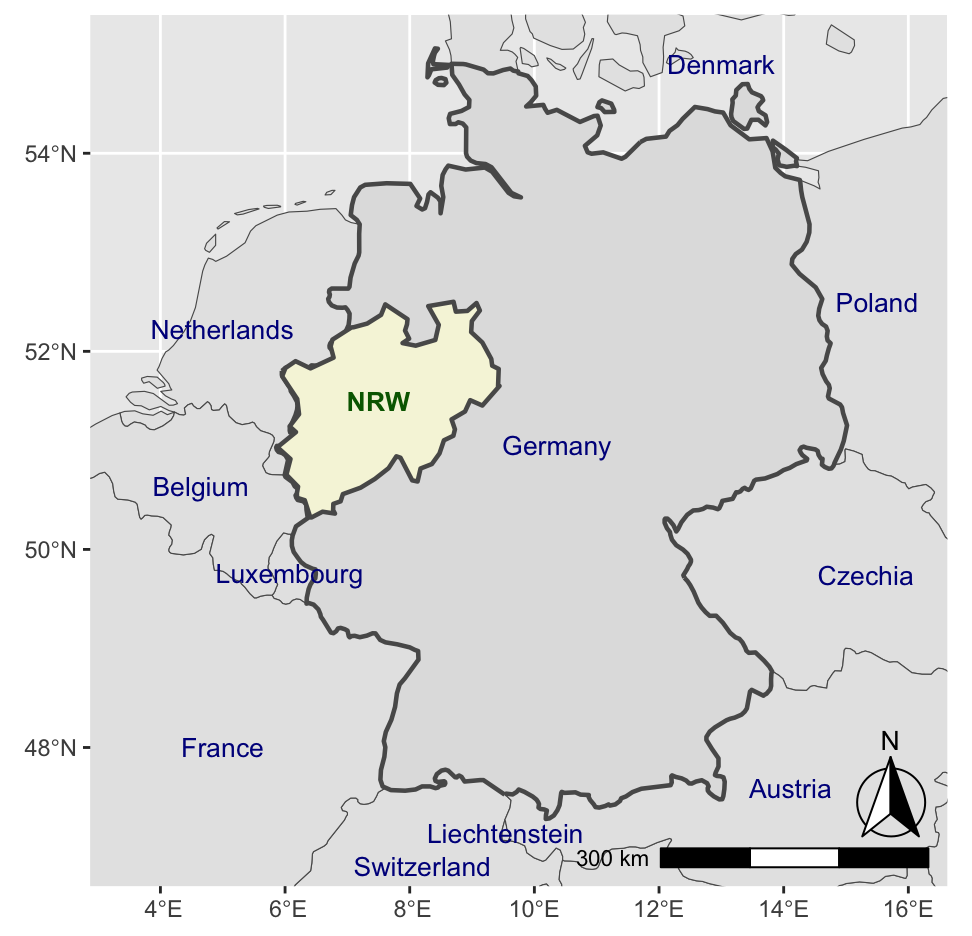 Denmark
54°N
Poland
Netherlands
52°N
NRW
Germany
Belgium
50°N
Luxembourg
Czechia
N
France
48°N
Austria
Liechtenstein
300 km
Switzerland
4°E 6°E 8°E 10°E 12°E 14°E 16°E